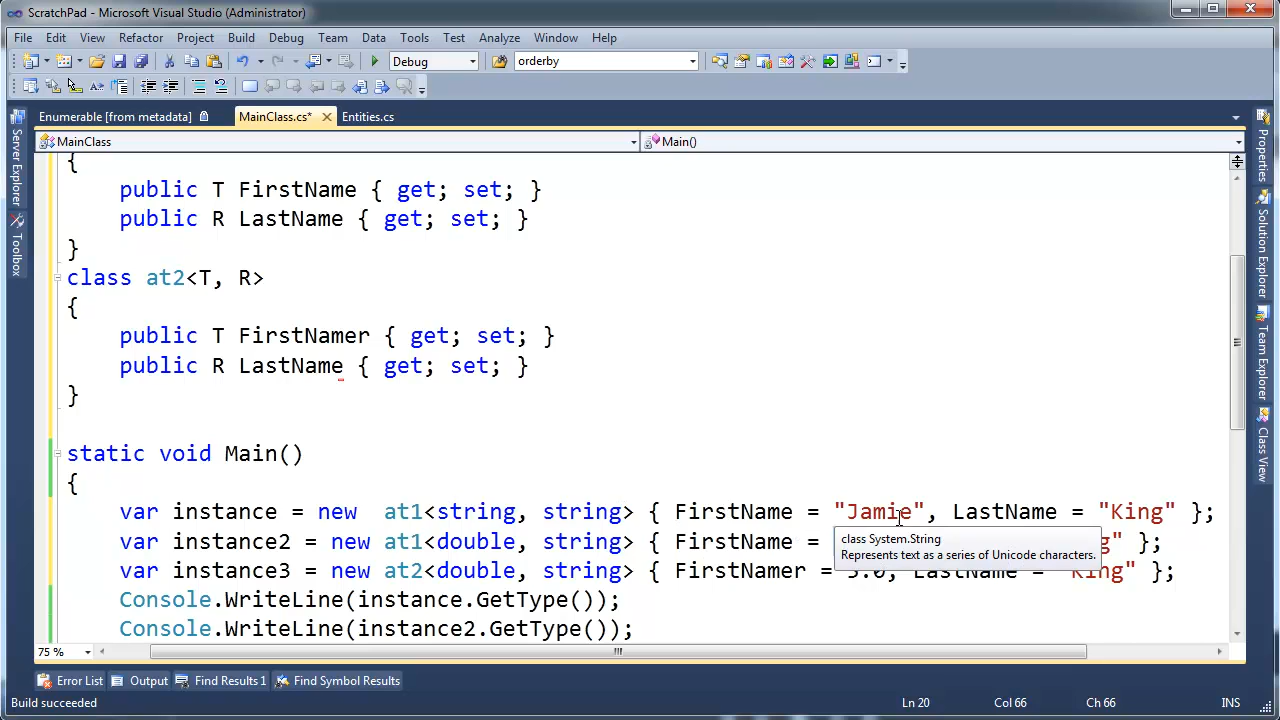 ScratchPad - Microsoft Visual Studio (Administrator)
File Edit View Refactor Project Build Debug Team Data Tools Test Analyze Window Help
Debug orderby
Enumerable [from metadata] MainClass.cs* Entities.cs
MainClass Main()
{
public T FirstName { get; set; }
public R LastName { get; set; }
}
class at2<T, R>
{
public T FirstNamer { get; set; }
public R LastName { get; set; }
}
static void Main()
{
var instance = new at1<string, string> { FirstName = "Jamie", LastName = "King" };
var instance2 = new at1<double, string> { FirstName = g" };
var instance3 = new at2<double, string> { FirstNamer = 5.0, LastName = "King" };
Console.WriteLine(instance.GetType());
Console.WriteLine(instance2.GetType());
class System.String
Represents text as a series of Unicode characters.
75 %
Error List Output Find Results 1 Find Symbol Results
Build succeeded Ln 20 Col 66 Ch 66 INS
Server Explorer
Toolbox
Properties
Solution Explorer
Team Explorer
Class View